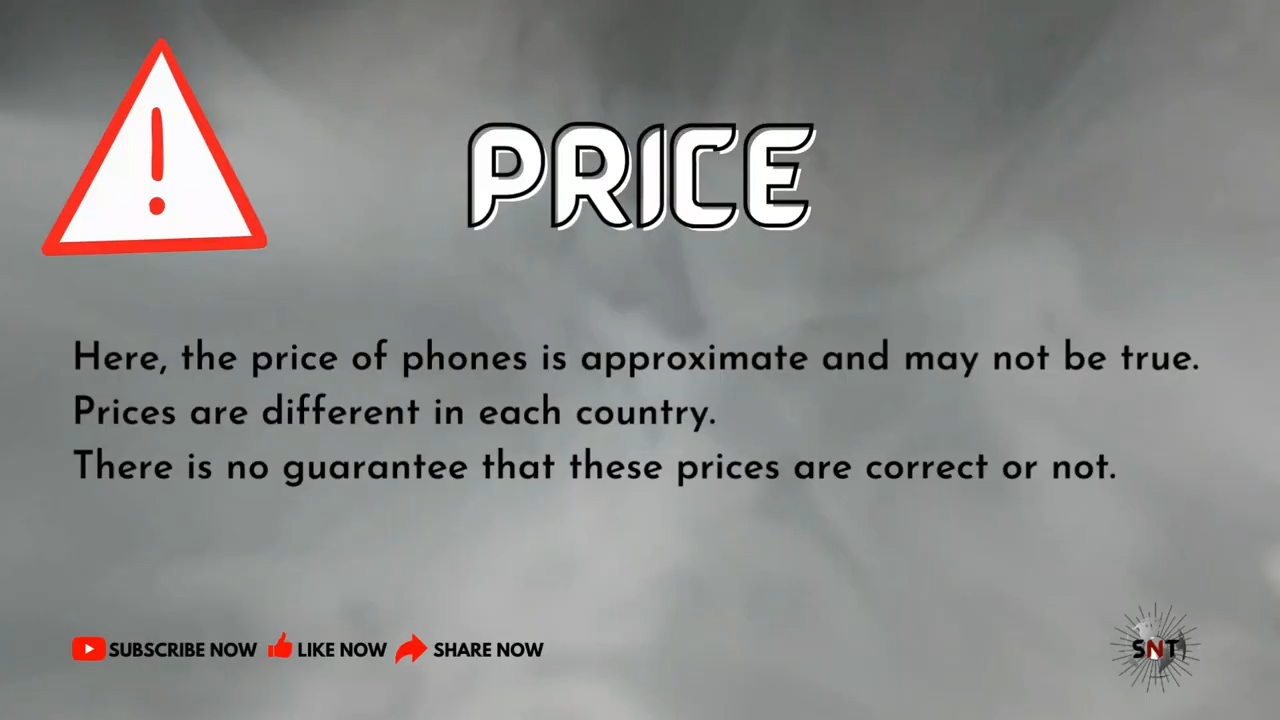 PRICE
Here, the price of phones is approximate and may not be true.
Prices are different in each country.
There is no guarantee that these prices are correct or not.
SUBSCRIBE NOW LIKE NOW SHARE NOW
SNT